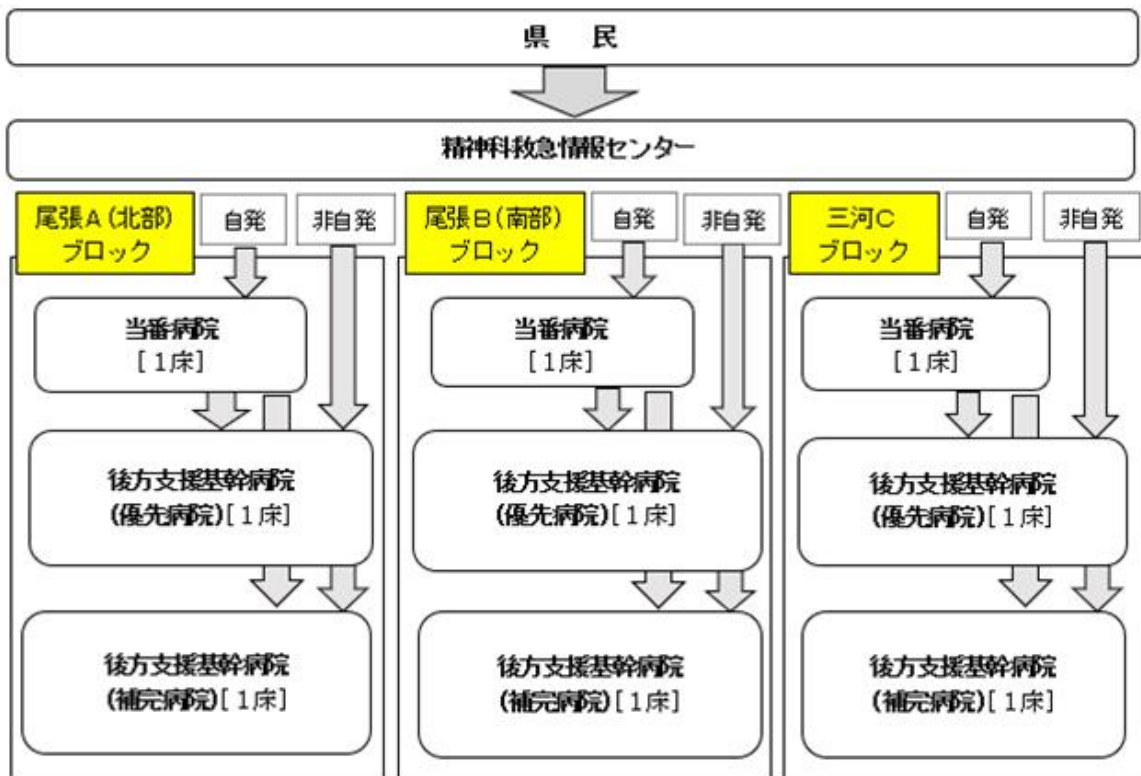 県　民
精神科救急情報センター
尾張A(北部)
ブロック
自発
非自発
当番病院
[1床]
後方支援基幹病院
(優先病院)[1床]
後方支援基幹病院
(補完病院)[1床]
尾張B(南部)
ブロック
自発
非自発
当番病院
[1床]
後方支援基幹病院
(優先病院)[1床]
後方支援基幹病院
(補完病院)[1床]
三河C
ブロック
自発
非自発
当番病院
[1床]
後方支援基幹病院
(優先病院)[1床]
後方支援基幹病院
(補完病院)[1床]